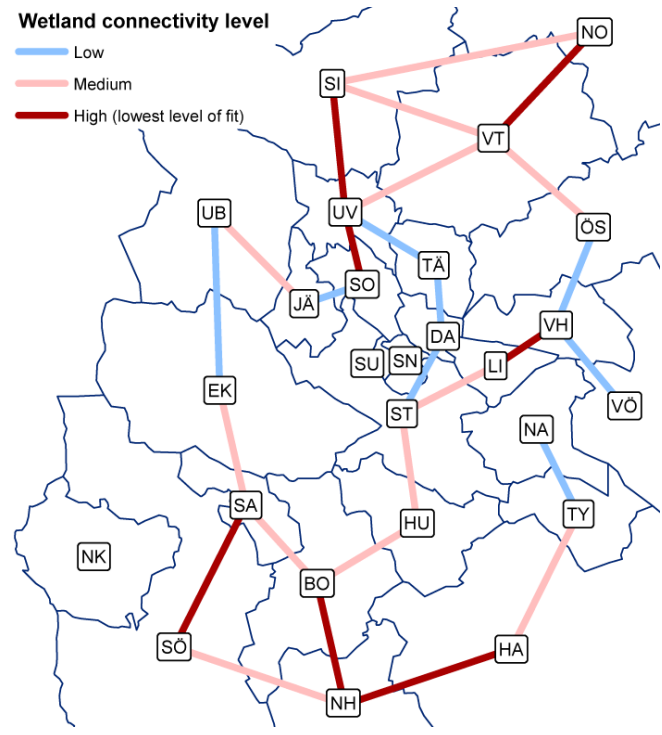 Wetland connectivity level
Low
Medium
High (lowest level of fit)
NO
SI
VT
UB
UV
ÖS
TÄ
SO
JÄ
VH
DA
SN
SU
LI
EK
VÖ
ST
NA
SA
TY
HU
NK
BO
SÖ
HA
NH